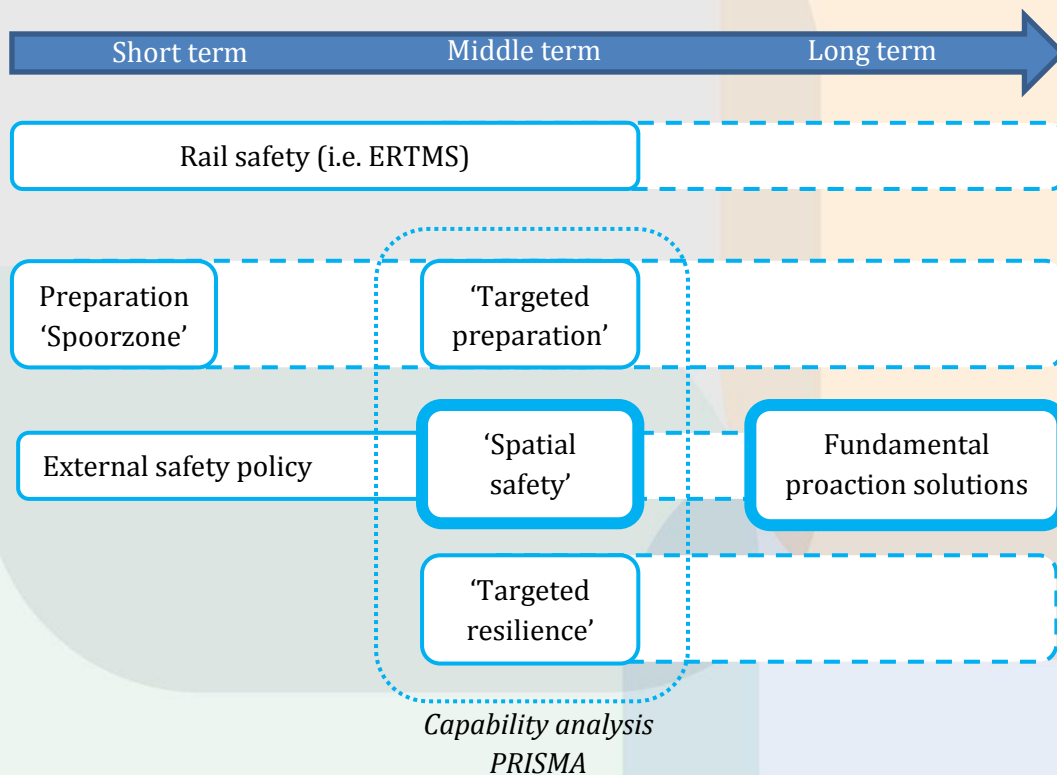 Short term
Middle term
Long term
Rail safety (i.e. ERTMS)
Preparation
‘Spoorzone’
‘Targeted
preparation’
External safety policy
‘Spatial
safety’
Fundamental
proaction solutions
‘Targeted
resilience’
Capability analysis
PRISMA